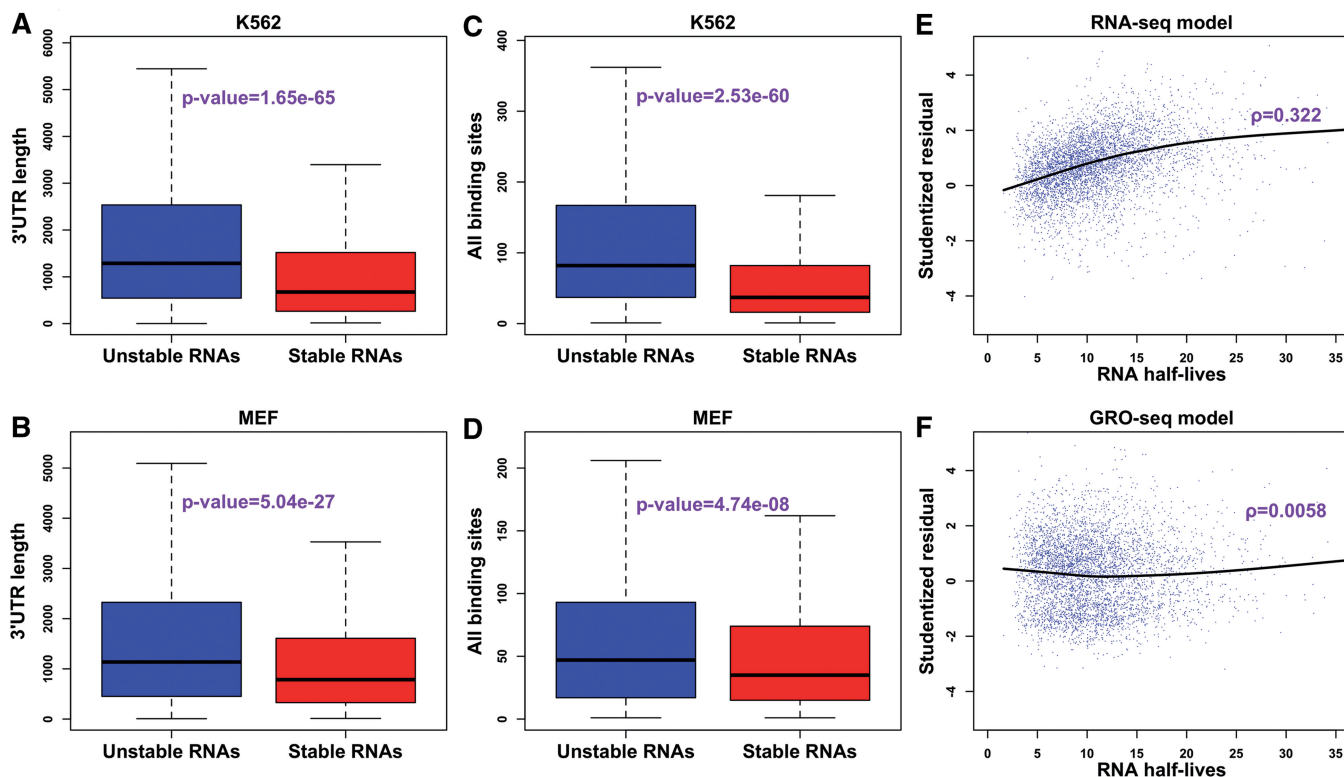 A
K562
3'UTR length
6000
5000
4000
3000
2000
1000
0
p-value=1.65e-65
Unstable RNAs
Stable RNAs
C
K562
All binding sites
400
300
200
100
0
p-value=2.53e-60
Unstable RNAs
Stable RNAs
E
RNA-seq model
Studentized residual
4
2
0
-2
-4
ρ=0.322
0 5 10 15 20 25 30 35
RNA half-lives
B
MEF
3'UTR length
5000
4000
3000
2000
1000
0
p-value=5.04e-27
Unstable RNAs
Stable RNAs
D
MEF
All binding sites
200
150
100
50
0
p-value=4.74e-08
Unstable RNAs
Stable RNAs
F
GRO-seq model
Studentized residual
4
2
0
-2
-4
ρ=0.0058
0 5 10 15 20 25 30 35
RNA half-lives